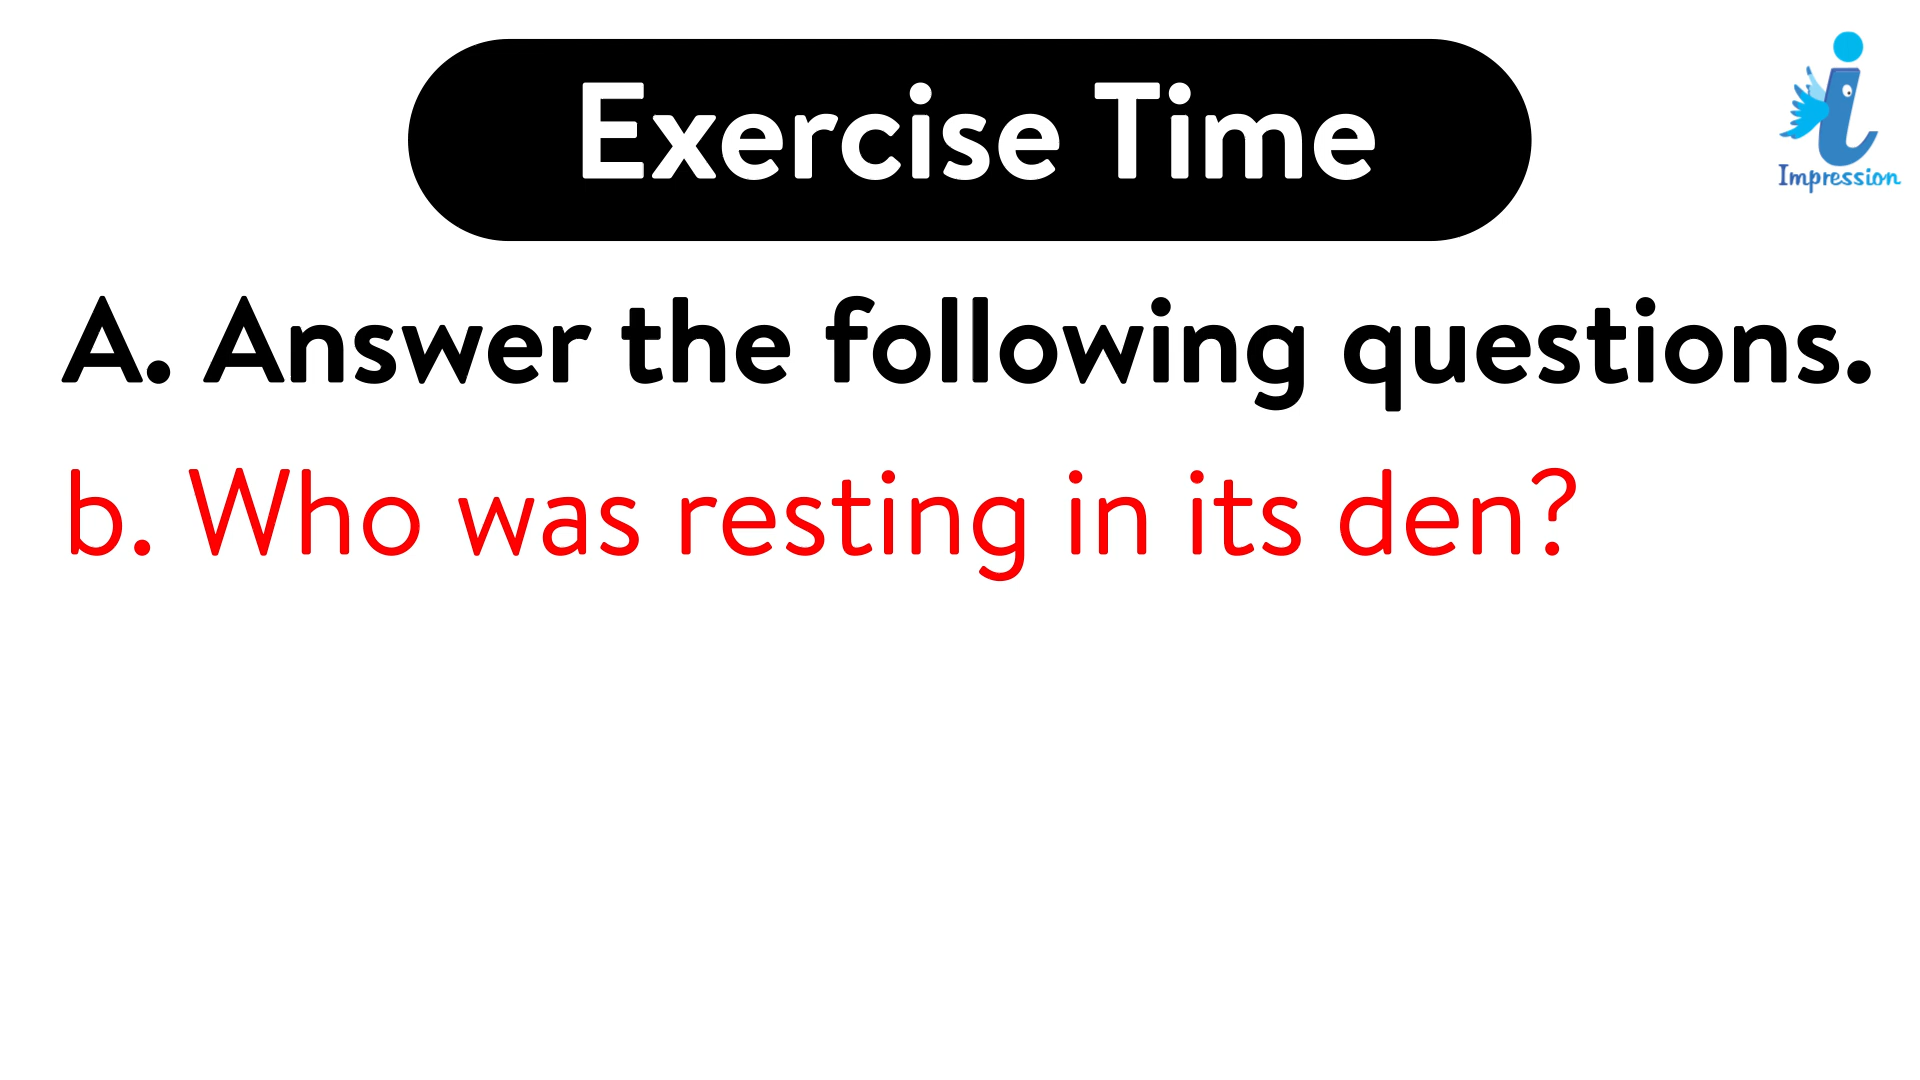 Exercise Time
Impression
A. Answer the following questions.
b. Who was resting in its den?